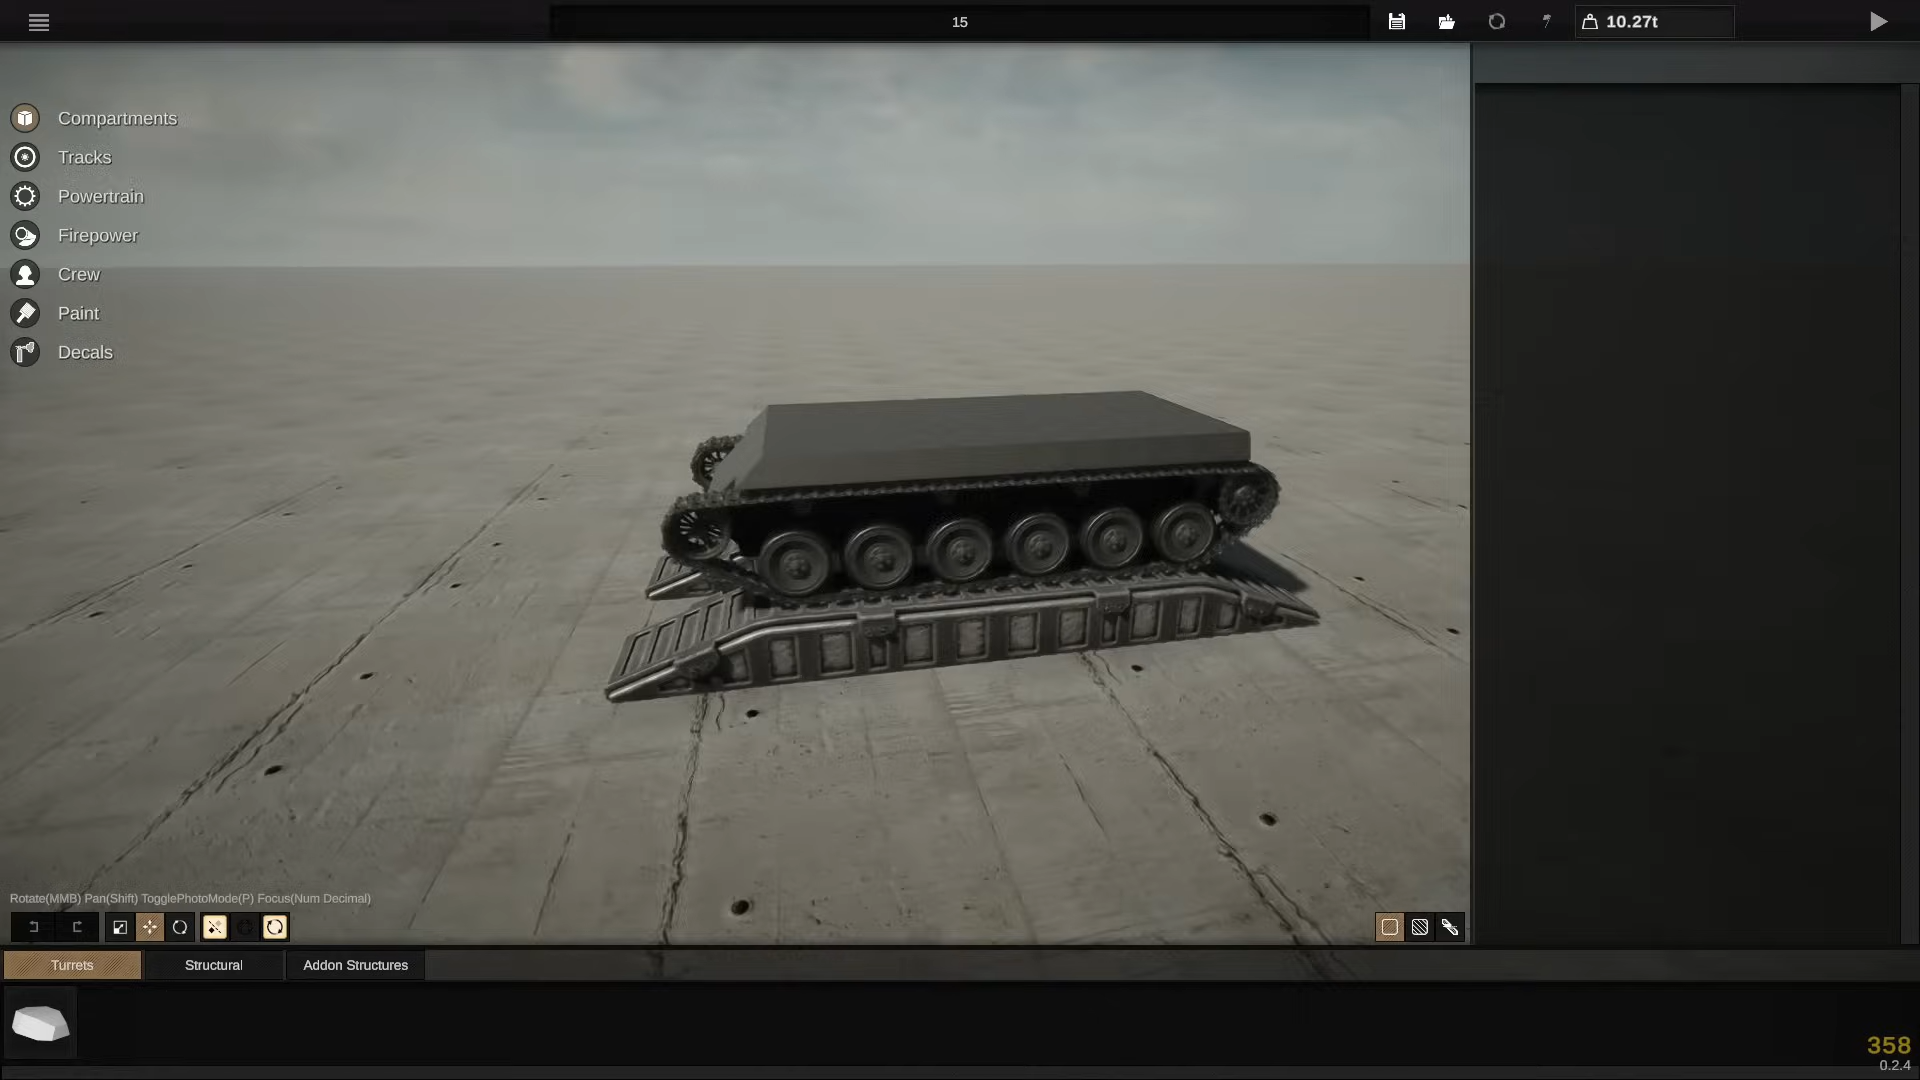 15
10.27t
Compartments
Tracks
Powertrain
Firepower
Crew
Paint
Decals
Rotate(MMB) Pan(Shift) TogglePhotoMode(P) Focus(Num Decimal)
Turrets
Structural
Addon Structures
358
0.2.4